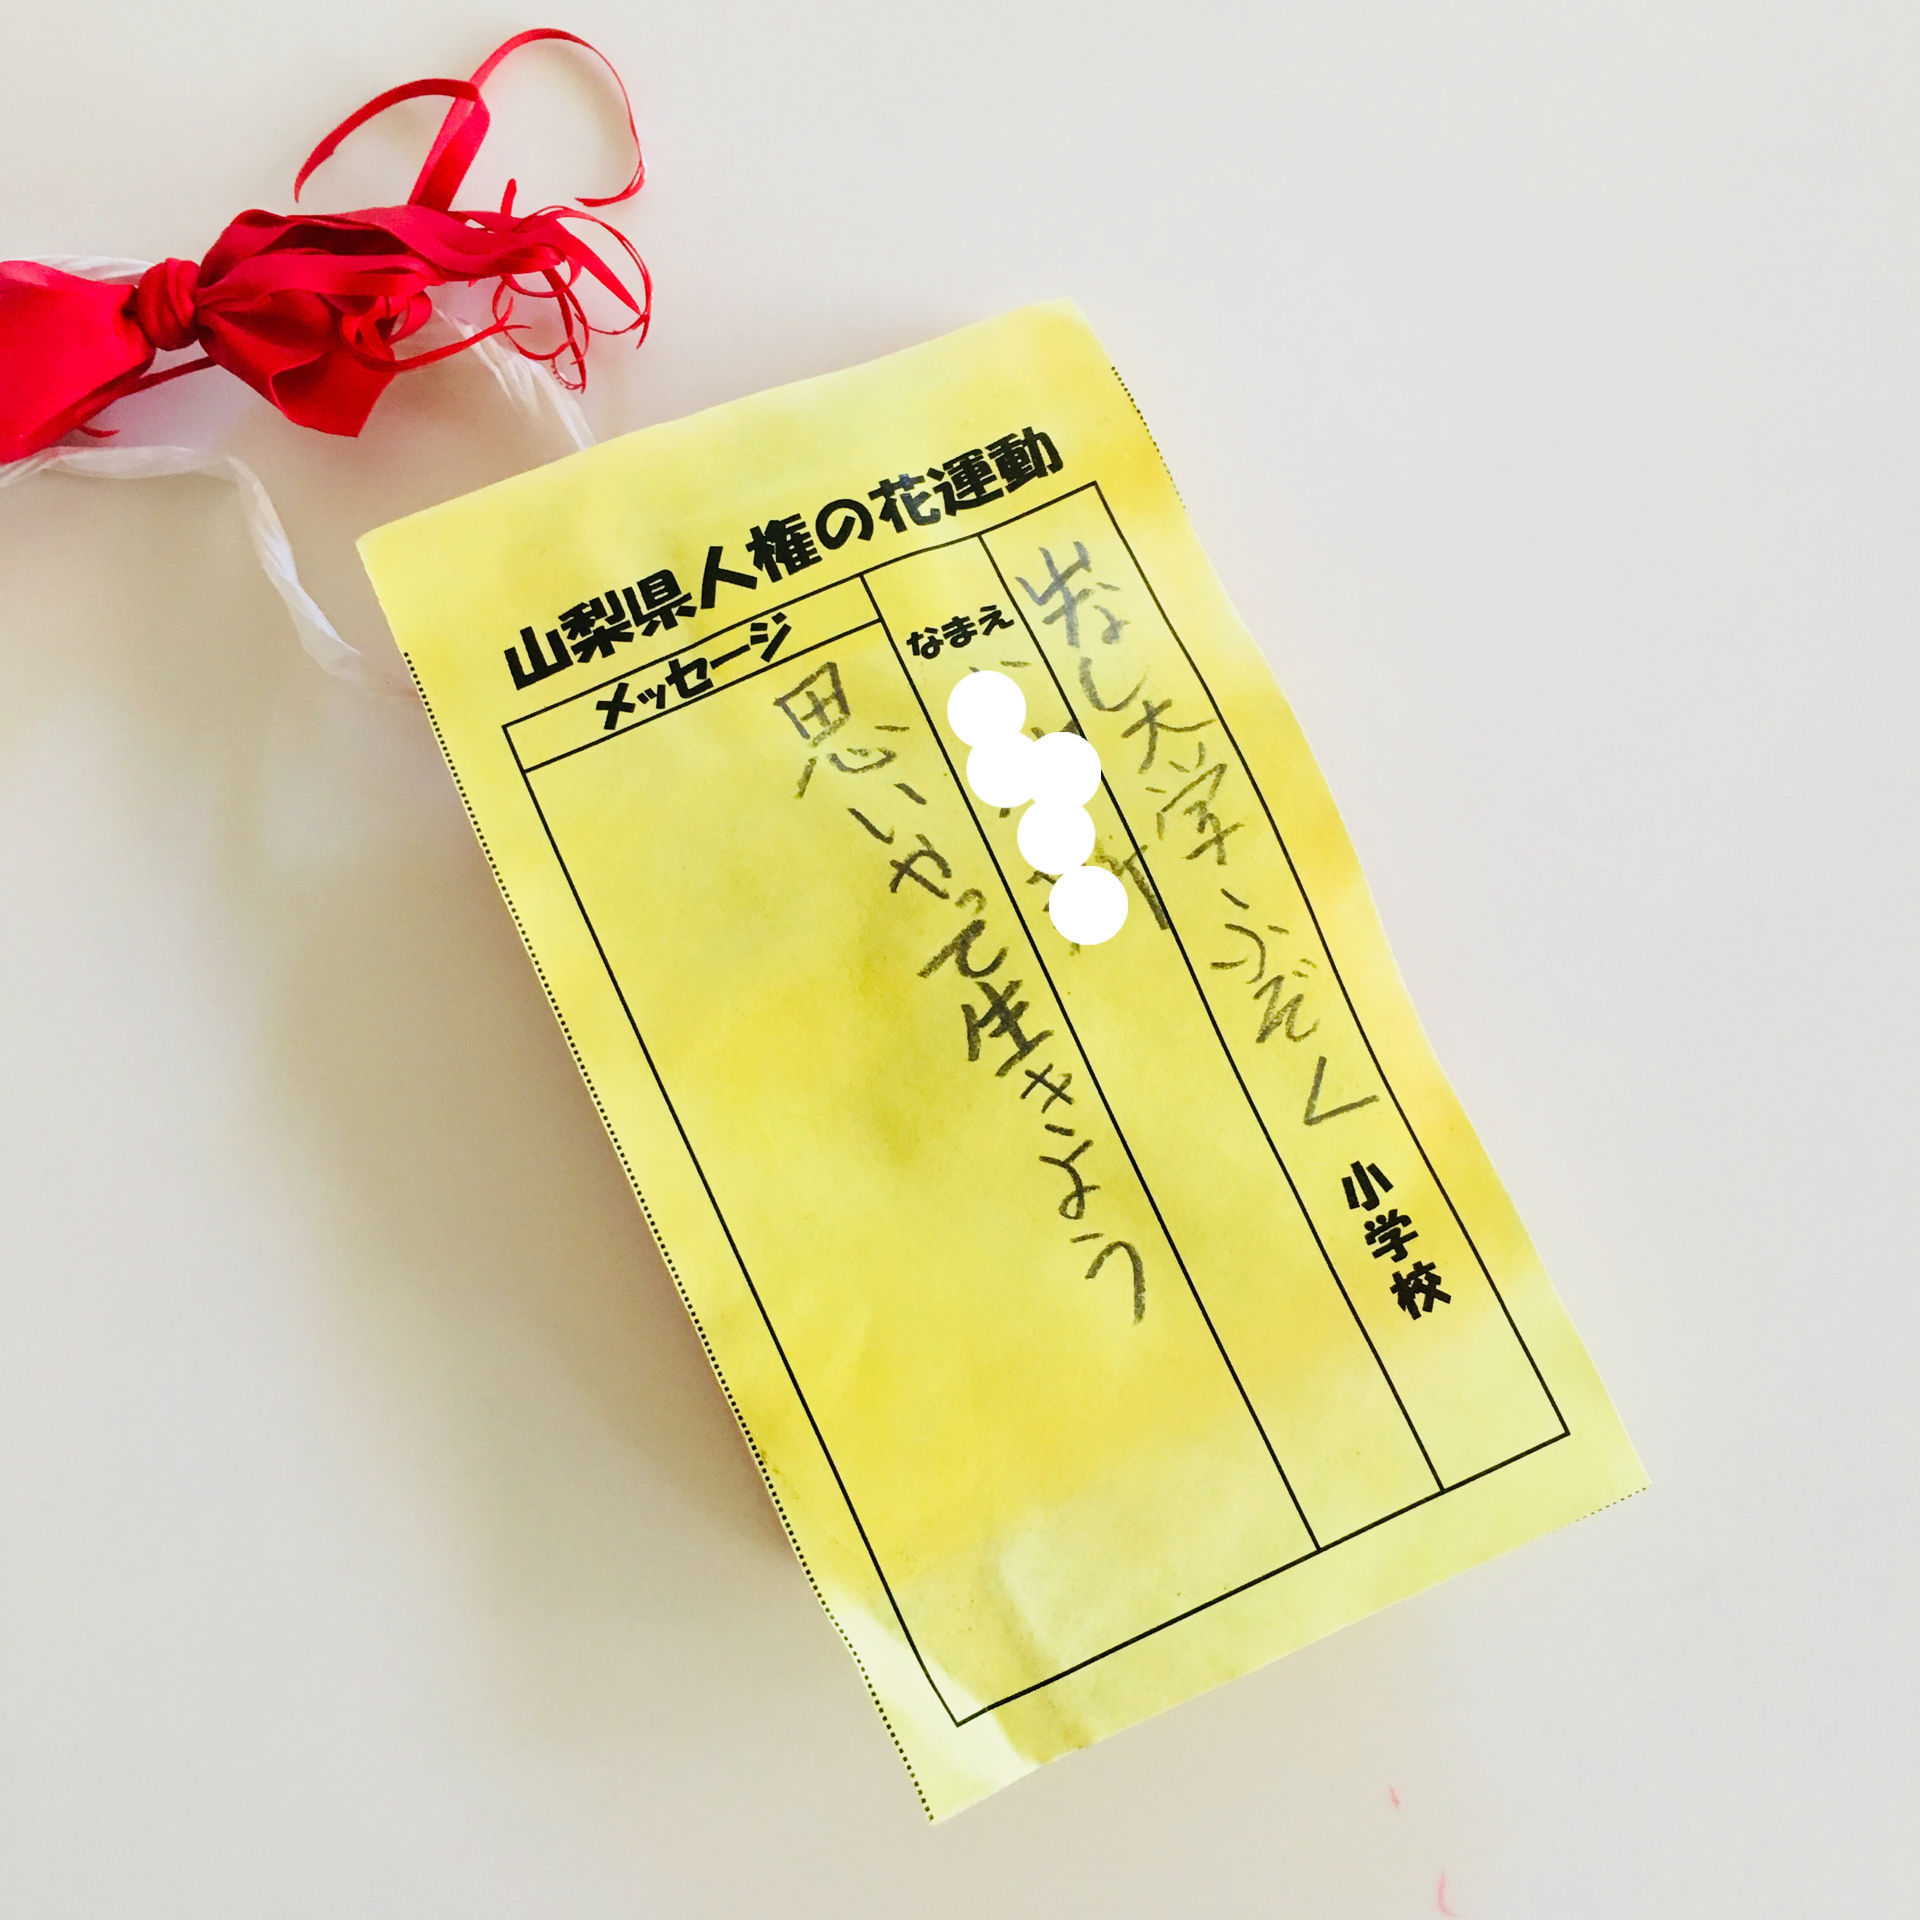 山梨県人権の花運動
山なし大学ふぞく小学校
なまえ
メッセージ
思いやって生きよう